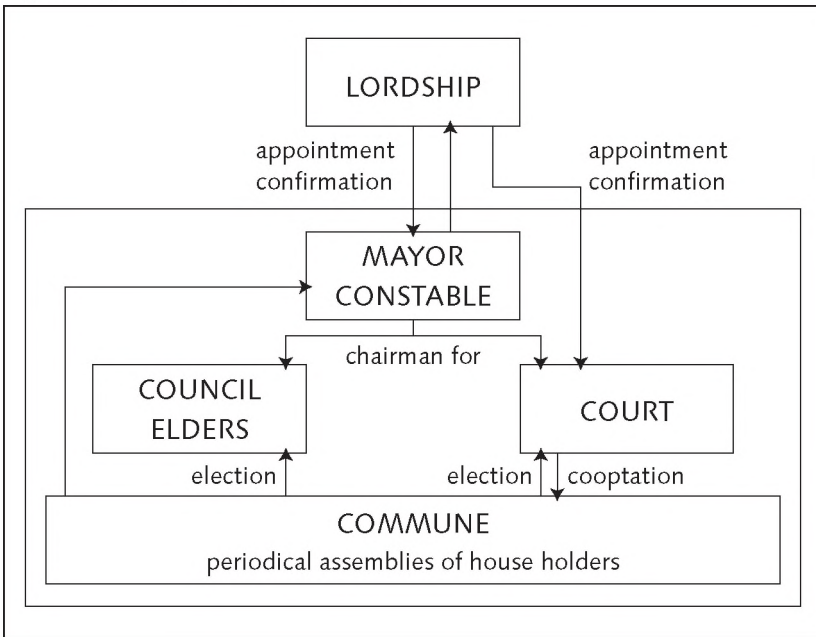 LORDSHIP
appointment
confirmation
appointment
confirmation
MAYOR
CONSTABLE
chairman for
COUNCIL
ELDERS
COURT
election
election
cooptation
COMMUNE
periodical assemblies of house holders